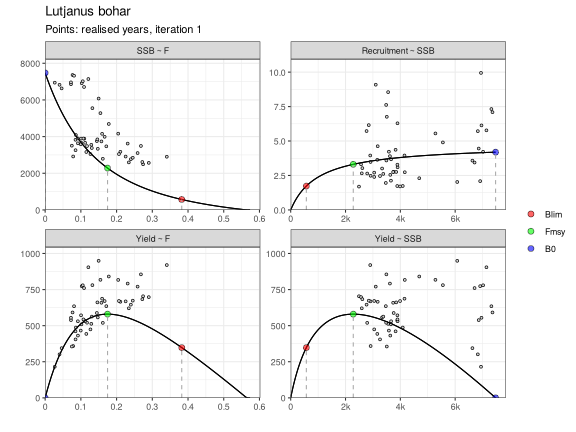 Lutjanus bohar
Points: realised years, iteration 1
SSB ~ F
Recruitment ~ SSB
8000
6000
4000
2000
0
0 0.1 0.2 0.3 0.4 0.5 0.6
10.0
7.5
5.0
2.5
0.0
0 2k 4k 6k
Yield ~ F
Yield ~ SSB
1000
750
500
250
0
0 0.1 0.2 0.3 0.4 0.5 0.6
1000
750
500
250
0
0 2k 4k 6k
Blim
Fmsy
B0